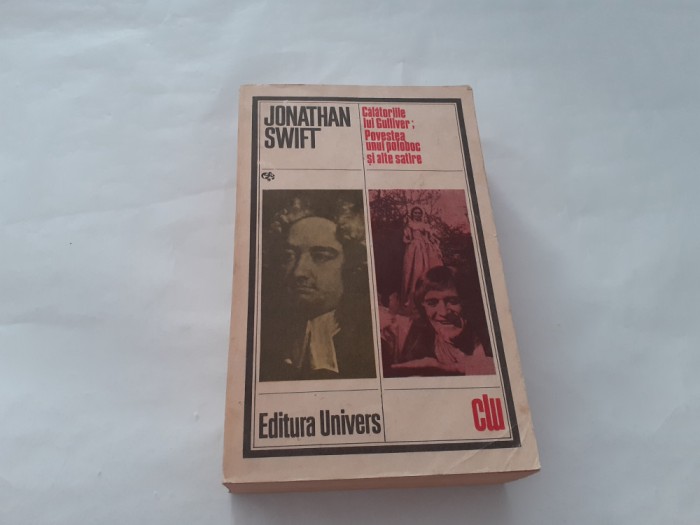 JONATHAN
SWIFT
Călătoriile
lui Gulliver;
Povestea
unui poloboc
și alte satire
Editura Univers
clu